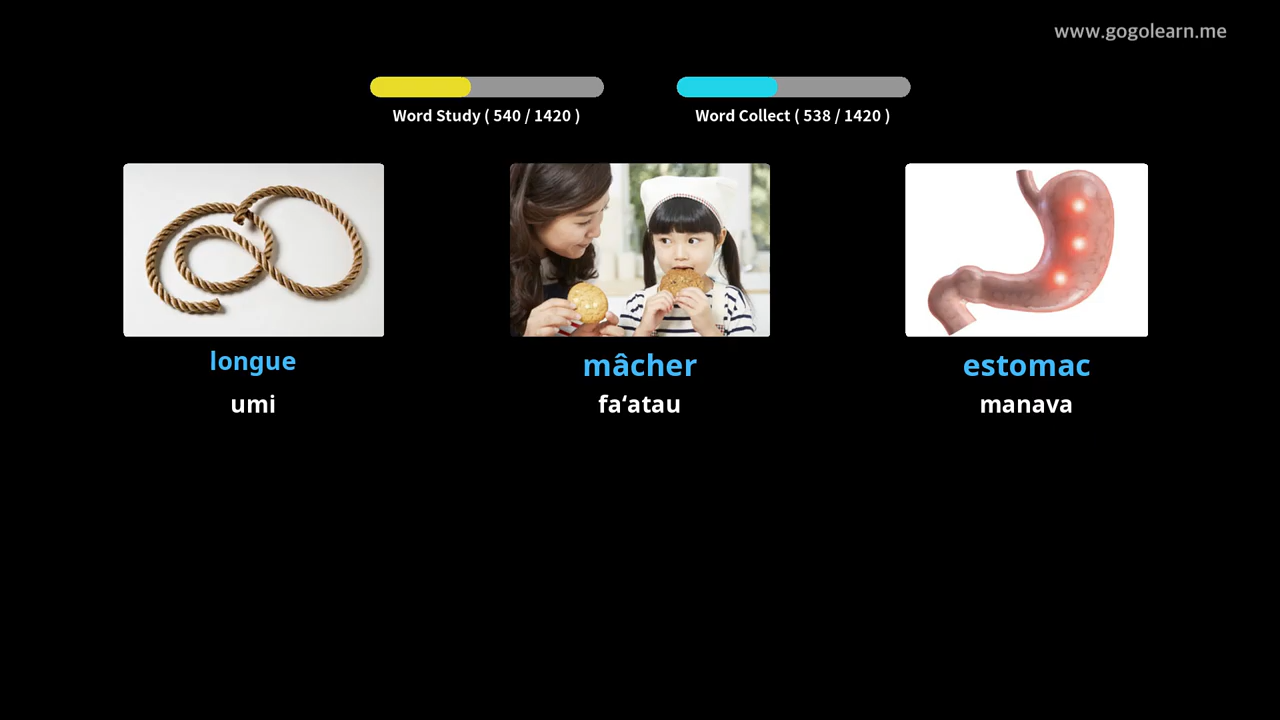 www.gogolearn.me
Word Study ( 540 / 1420 )
Word Collect ( 538 / 1420 )
longue
mâcher
estomac
umi
fa‘atau
manava